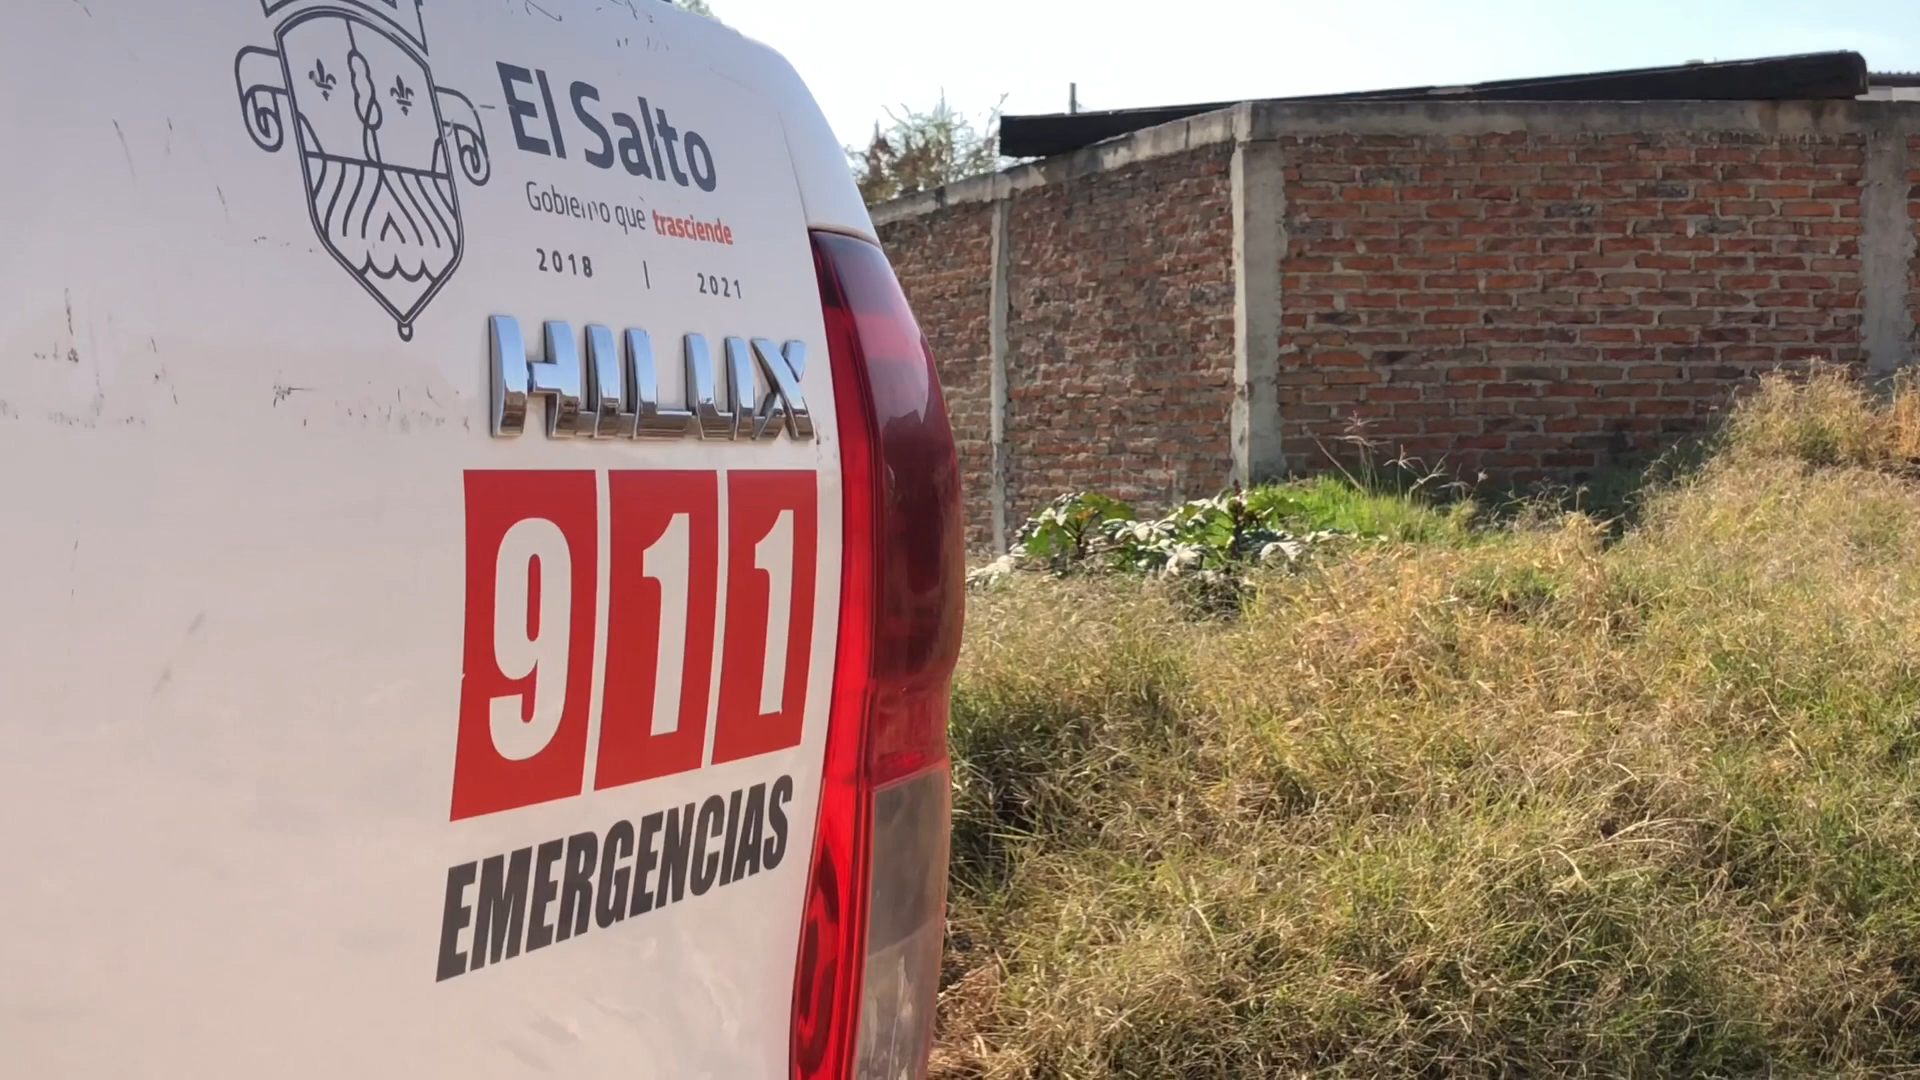 El Salto
Gobierno que trasciende
2018 | 2021
HILUX
911
EMERGENCIAS